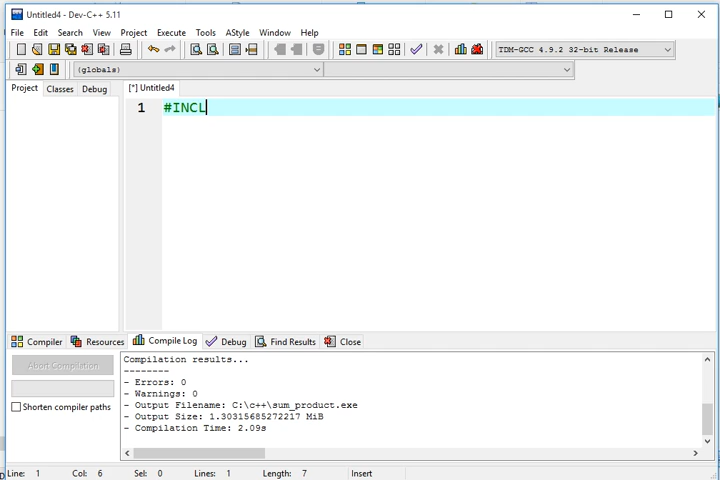 Untitled4 - Dev-C++ 5.11
File Edit Search View Project Execute Tools AStyle Window Help
TDM-GCC 4.9.2 32-bit Release
(globals)
Project Classes Debug [*] Untitled4
1 #INCL
Compiler Resources Compile Log Debug Find Results Close
Abort Compilation
Shorten compiler paths
Compilation results...
--------
- Errors: 0
- Warnings: 0
- Output Filename: C:\c++\sum_product.exe
- Output Size: 1.30315685272217 MiB
- Compilation Time: 2.09s
Line: 1 Col: 6 Sel: 0 Lines: 1 Length: 7 Insert